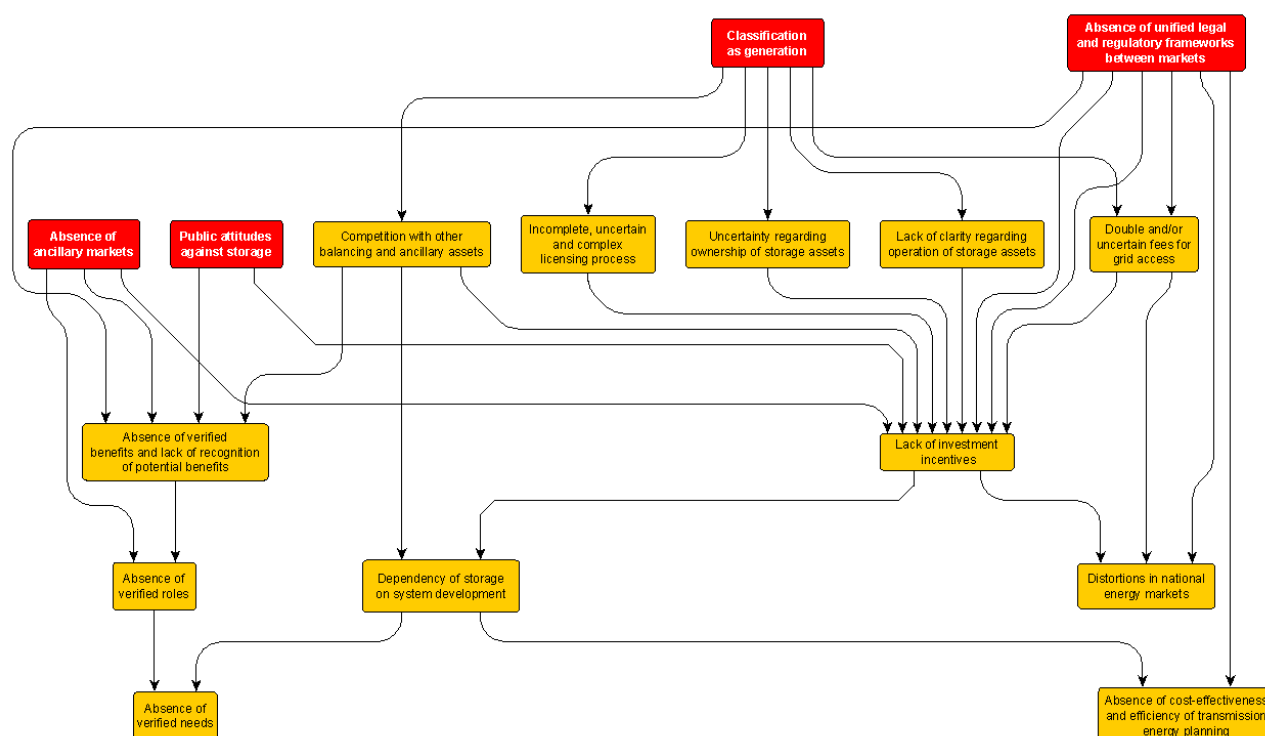 Classification
as generation
Absence of unified legal
and regulatory frameworks
between markets
Absence of
ancillary markets
Public attitudes
against storage
Competition with other
balancing and ancillary assets
Incomplete, uncertain
and complex
licensing process
Uncertainty regarding
ownership of storage assets
Lack of clarity regarding
operation of storage assets
Double and/or
uncertain fees for
grid access
Absence of verified
benefits and lack of recognition
of potential benefits
Lack of investment
incentives
Absence of
verified roles
Dependency of storage
on system development
Distortions in national
energy markets
Absence of
verified needs
Absence of cost-effectiveness
and efficiency of transmission
energy planning